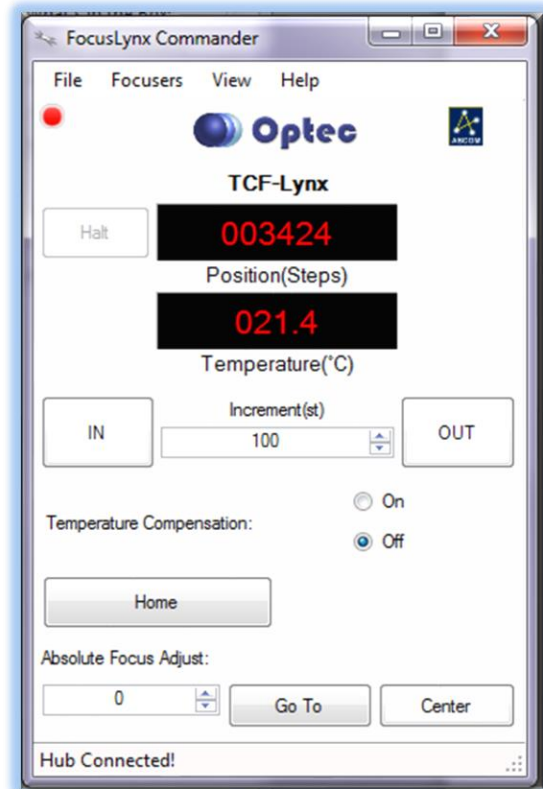 FocusLynx Commander
File Focusers View Help
Optec
ASCOM
TCF-Lynx
Halt
003424
Position(Steps)
021.4
Temperature(°C)
IN
Increment(st)
100
OUT
Temperature Compensation:
On
Off
Home
Absolute Focus Adjust:
0
Go To
Center
Hub Connected!